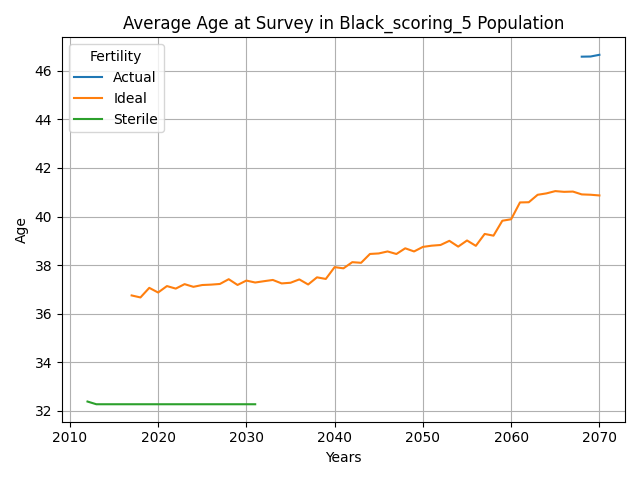 Average Age at Survey in Black_scoring_5 Population
Fertility
Actual
Ideal
Sterile
Age
46
44
42
40
38
36
34
32
2010 2020 2030 2040 2050 2060 2070
Years